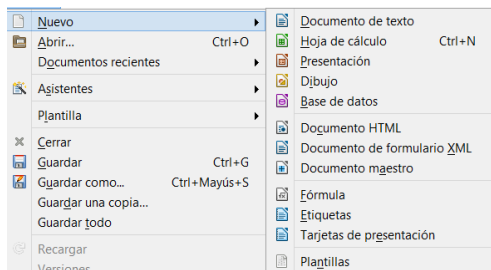 Nuevo
Abrir... Ctrl+O
Documentos recientes
Asistentes
Plantilla
Cerrar
Guardar Ctrl+G
Guardar como... Ctrl+Mayús+S
Guardar una copia...
Guardar todo
Recargar
Versiones
Documento de texto
Hoja de cálculo Ctrl+N
Presentación
Dibujo
Base de datos
Documento HTML
Documento de formulario XML
Documento maestro
Fórmula
Etiquetas
Tarjetas de presentación
Plantillas